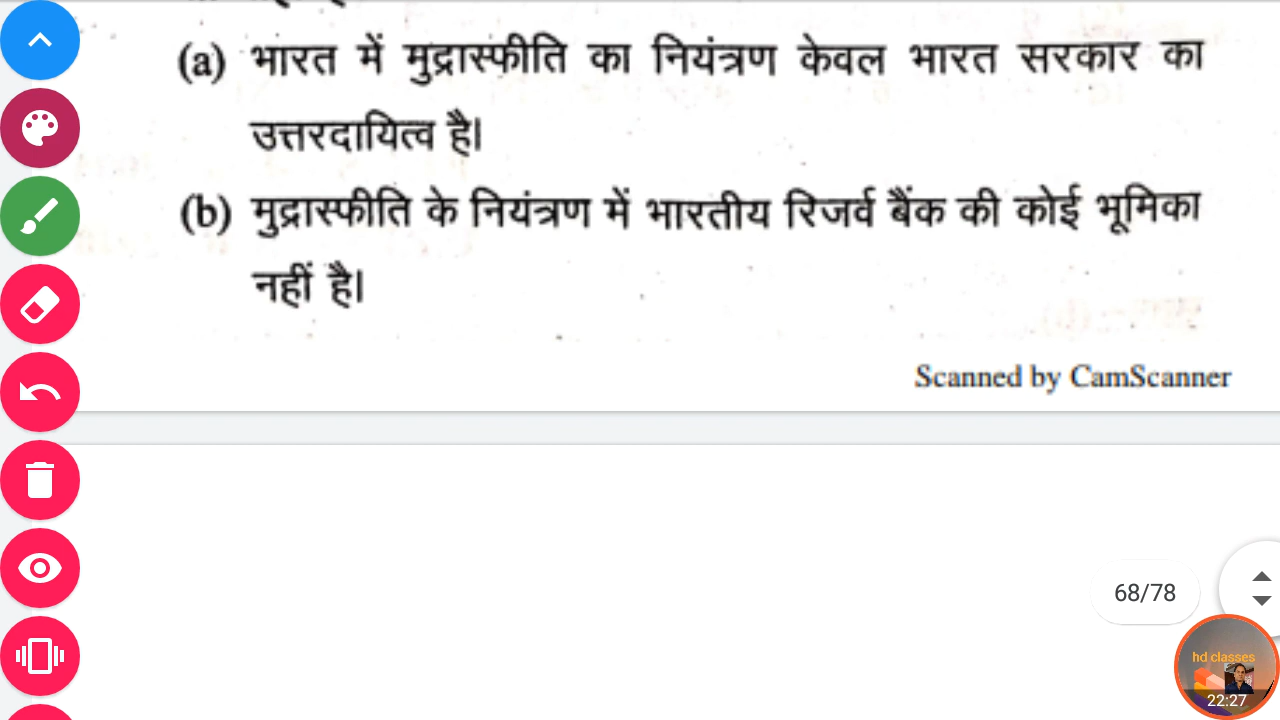 (a) भारत में मुद्रास्फीति का नियंत्रण केवल भारत सरकार का
उत्तरदायित्व है।
(b) मुद्रास्फीति के नियंत्रण में भारतीय रिजर्व बैंक की कोई भूमिका
नहीं है।
Scanned by CamScanner
68/78
hd classes
22:27